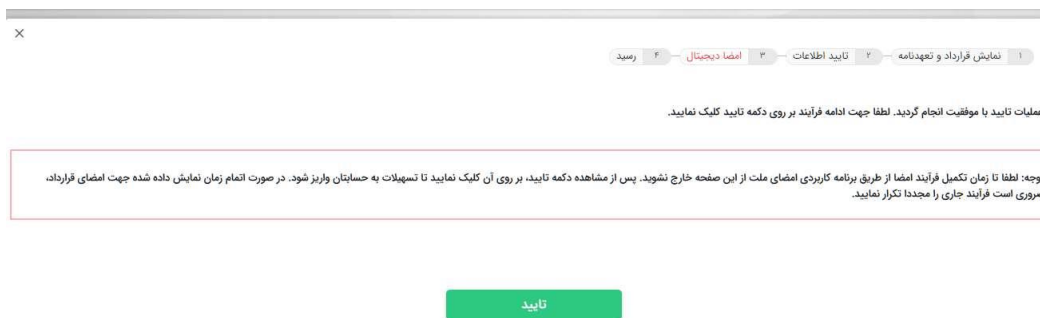 ۱ نمایش قرارداد و تعهدنامه ۲ تایید اطلاعات ۳ امضا دیجیتال ۴ رسید
عملیات تایید با موفقیت انجام گردید. لطفا جهت ادامه فرآیند بر روی دکمه تایید کلیک نمایید.
توجه: لطفا تا زمان تکمیل فرآیند امضا از طریق برنامه کاربردی امضای ملت از این صفحه خارج نشوید. پس از مشاهده دکمه تایید، بر روی آن کلیک نمایید تا تسهیلات به حسابتان واریز شود. در صورت اتمام زمان نمایش داده شده جهت امضای قرارداد،
ضروری است فرآیند جاری را مجددا تکرار نمایید.
تایید